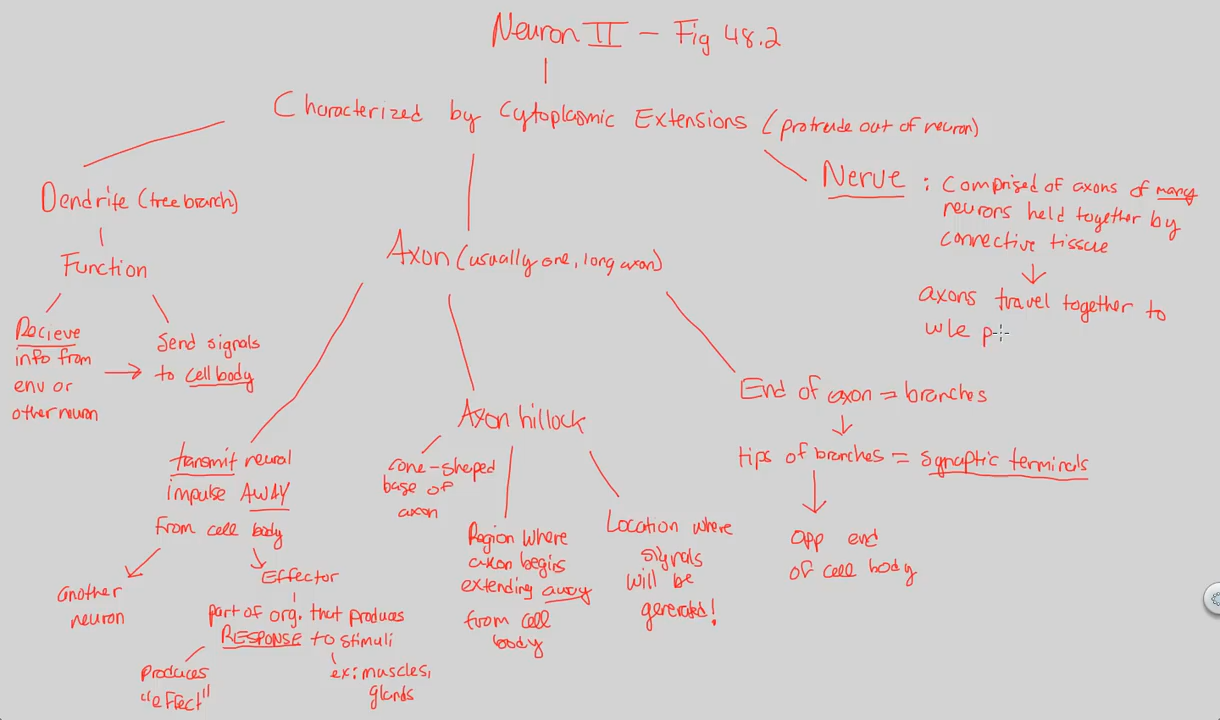 Neuron II - Fig 48.2
Characterized by Cytoplasmic Extensions (protrude out of neuron)
Dendrite (tree branch)
Function
Recieve
info from
env or
other neuron
Send signals
to cell body
Axon (usually one, long axon)
transmit neural
impulse AWAY
from cell body
another
neuron
Effector
part of org. that produces
RESPONSE to stimuli
produces
"effect"
ex: muscles,
glands
Axon hillock
cone-shaped
base of
axon
Region where
axon begins
extending away
from cell
body
Location where
signals
will be
generated!
End of axon = branches
tips of branches = synaptic terminals
opp end
of cell body
Nerve : Comprised of axons of many
neurons held together by
connective tissue
axons travel together to
wle p